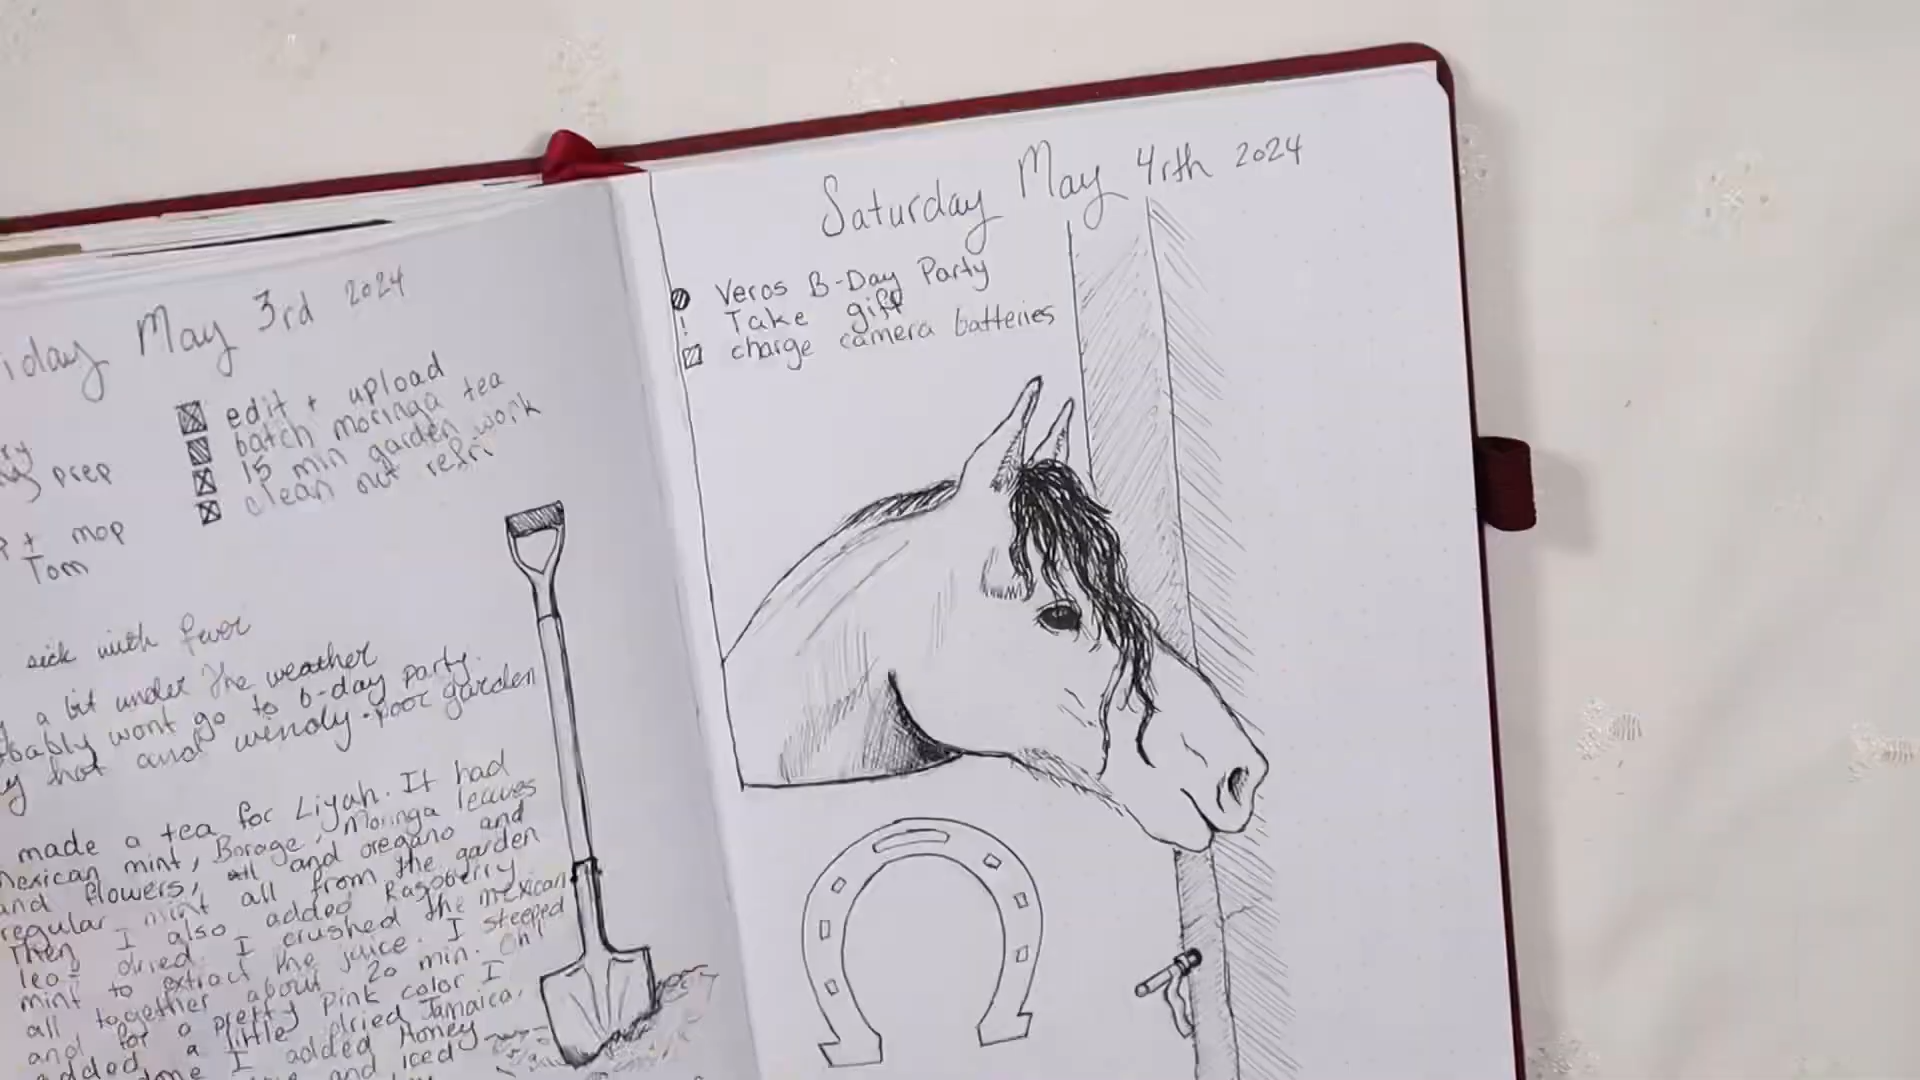 May 3rd 2024
edit + upload
batch moringa tea
15 min garden work
clean out refri
prep
+ mop
Tom
sick with fever
a bit under the weather
wont go to b-day party.
hot and windy. poor garden
made a tea for Liyah. It had
mexican mint, Borage, Moringa leaves
and flowers, and oregano and
regular mint all from the garden
Then I also added Raspberry
dried. I crushed the mexican
mint to extract the juice. I steeped
all together about 20 min. Oh!
and for a pretty pink color I
added a little dried Jamaica.
I added Honey
and iced
Saturday May 4rth 2024
Veros B-Day Party
! Take gift
charge camera batteries